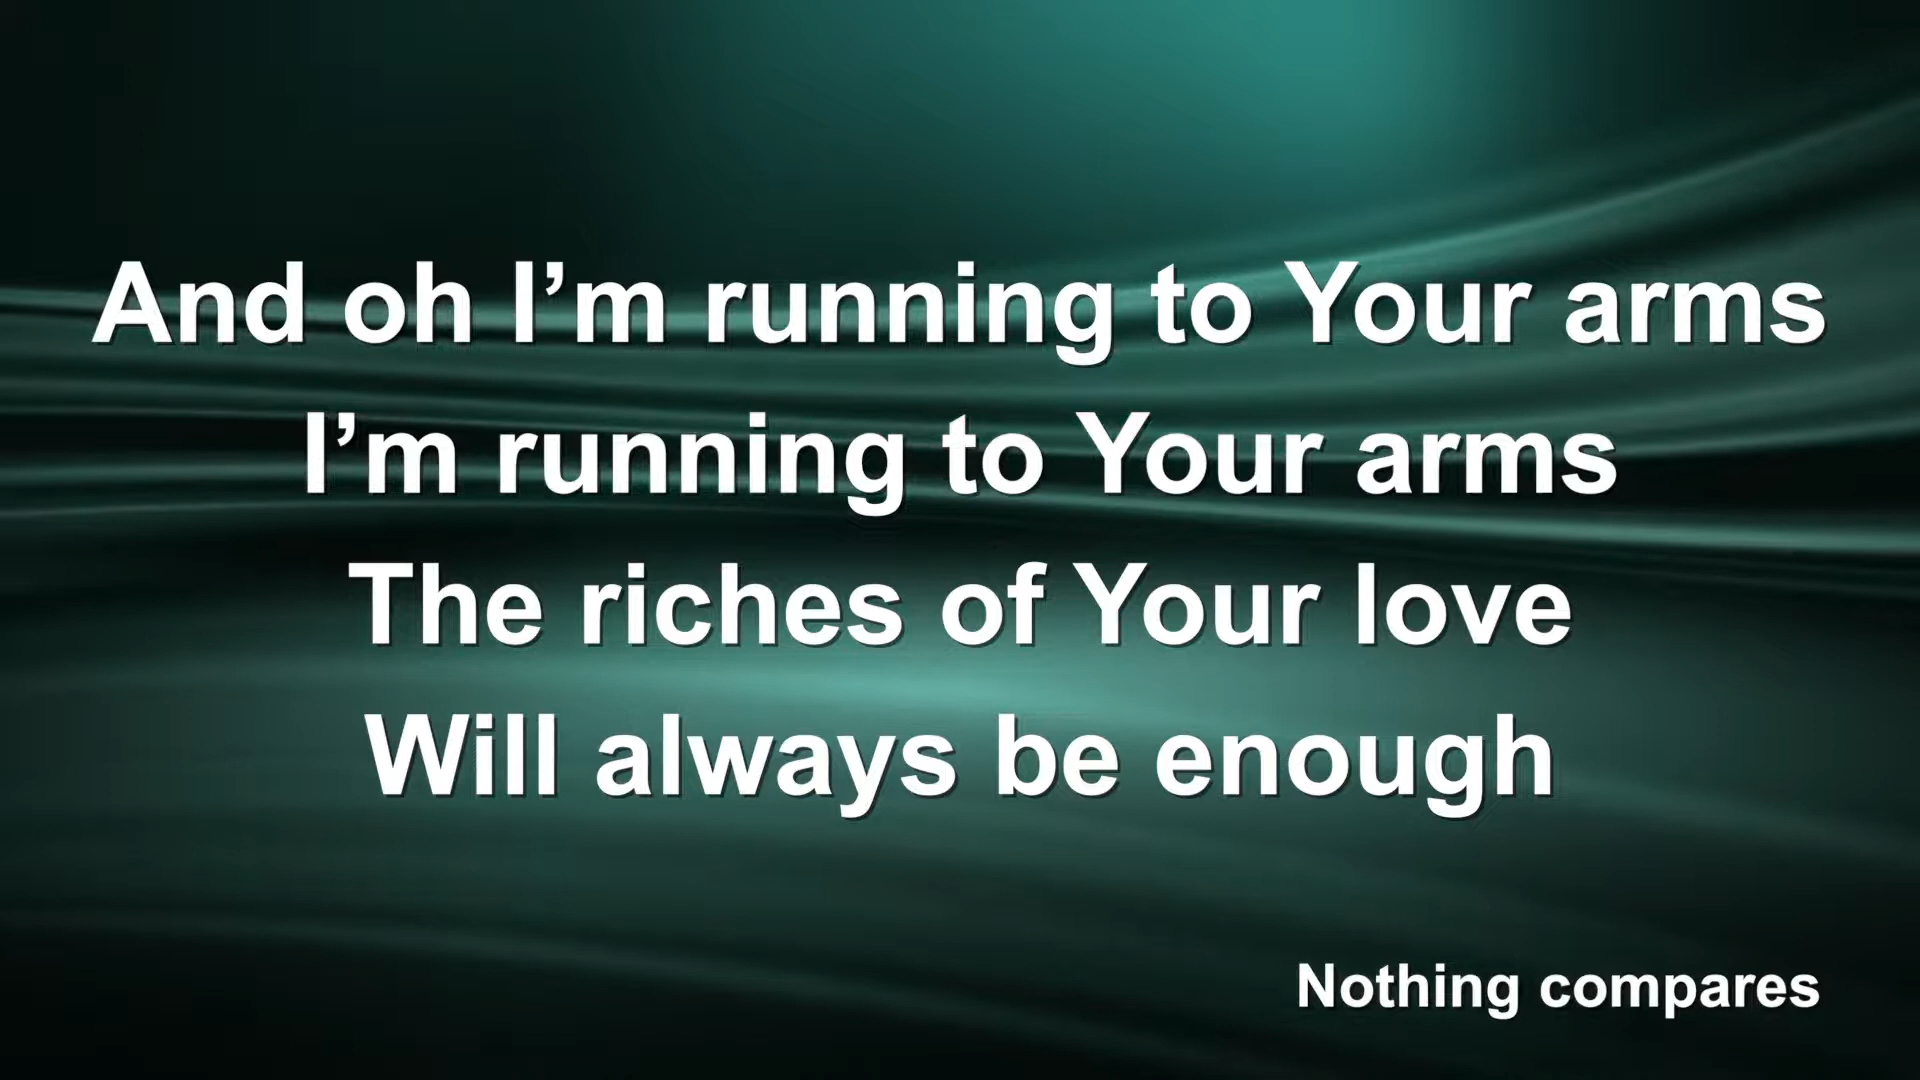 And oh I’m running to Your arms
I’m running to Your arms
The riches of Your love
Will always be enough
Nothing compares